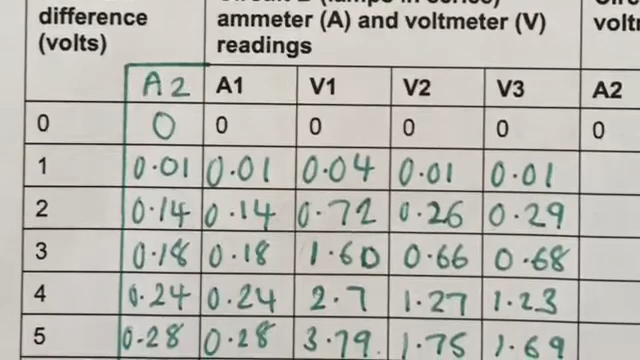 difference
(volts)
ammeter (A) and voltmeter (V)
readings
A2 A1 V1 V2 V3 A2
0 0 0 0 0 0 0
1 0.01 0.01 0.04 0.01 0.01
2 0.14 0.14 0.72 0.26 0.29
3 0.18 0.18 1.60 0.66 0.68
4 0.24 0.24 2.7 1.27 1.23
5 0.28 0.28 3.79 1.75 1.69